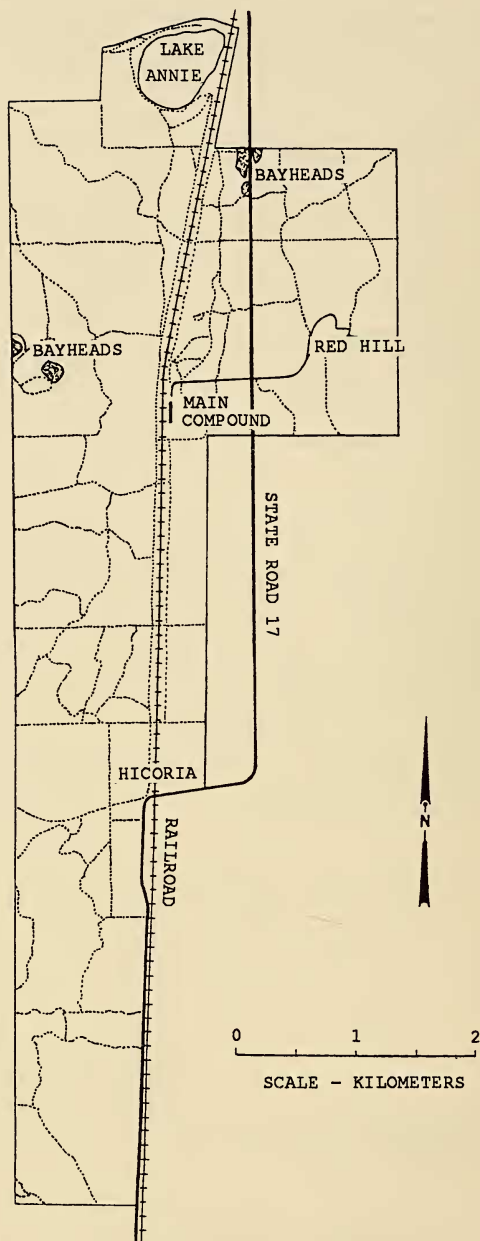 LAKE
ANNIE
BAYHEADS
BAYHEADS
RED HILL
MAIN
COMPOUND
STATE ROAD 17
HICORIA
RAILROAD
N
0 1 2
SCALE - KILOMETERS